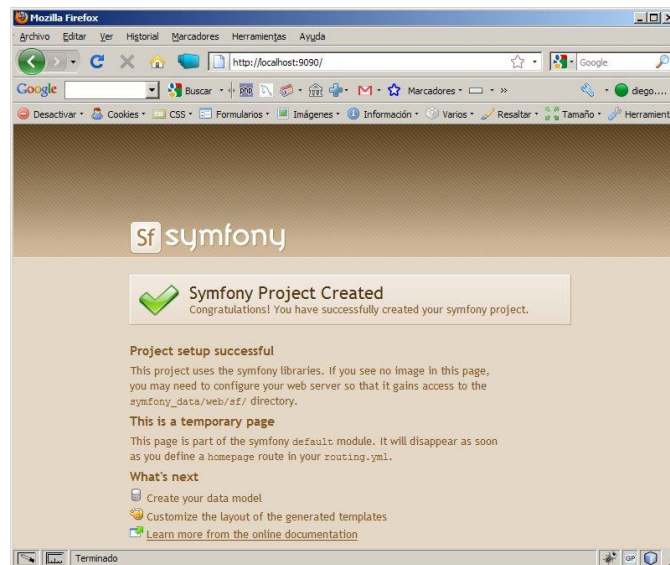 Mozilla Firefox
Archivo Editar Ver Historial Marcadores Herramientas Ayuda
http://localhost:9090/ Google
Google Buscar Marcadores diego....
Desactivar Cookies CSS Formularios Imágenes Información Varios Resaltar Tamaño Herramient
Sf symfony
Symfony Project Created
Congratulations! You have successfully created your symfony project.
Project setup successful
This project uses the symfony libraries. If you see no image in this page,
you may need to configure your web server so that it gains access to the
symfony_data/web/sf/ directory.
This is a temporary page
This page is part of the symfony default module. It will disappear as soon
as you define a homepage route in your routing.yml.
What's next
Create your data model
Customize the layout of the generated templates
Learn more from the online documentation
Terminado GP